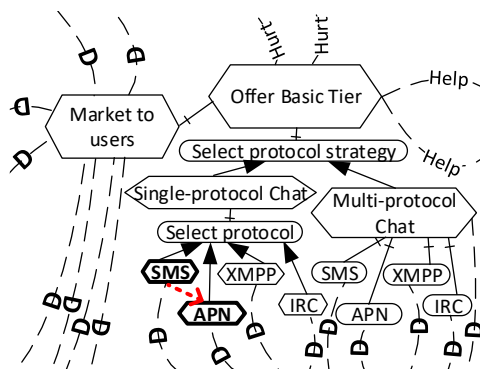 Hurt
Hurt
D
D
D
Market to
users
Offer Basic Tier
Help
D
Select protocol strategy
Help
Single-protocol Chat
Multi-protocol
Chat
Select protocol
SMS
XMPP
SMS
XMPP
APN
IRC
APN
IRC
D
D
D
D
D
D
D
D
D
D
D